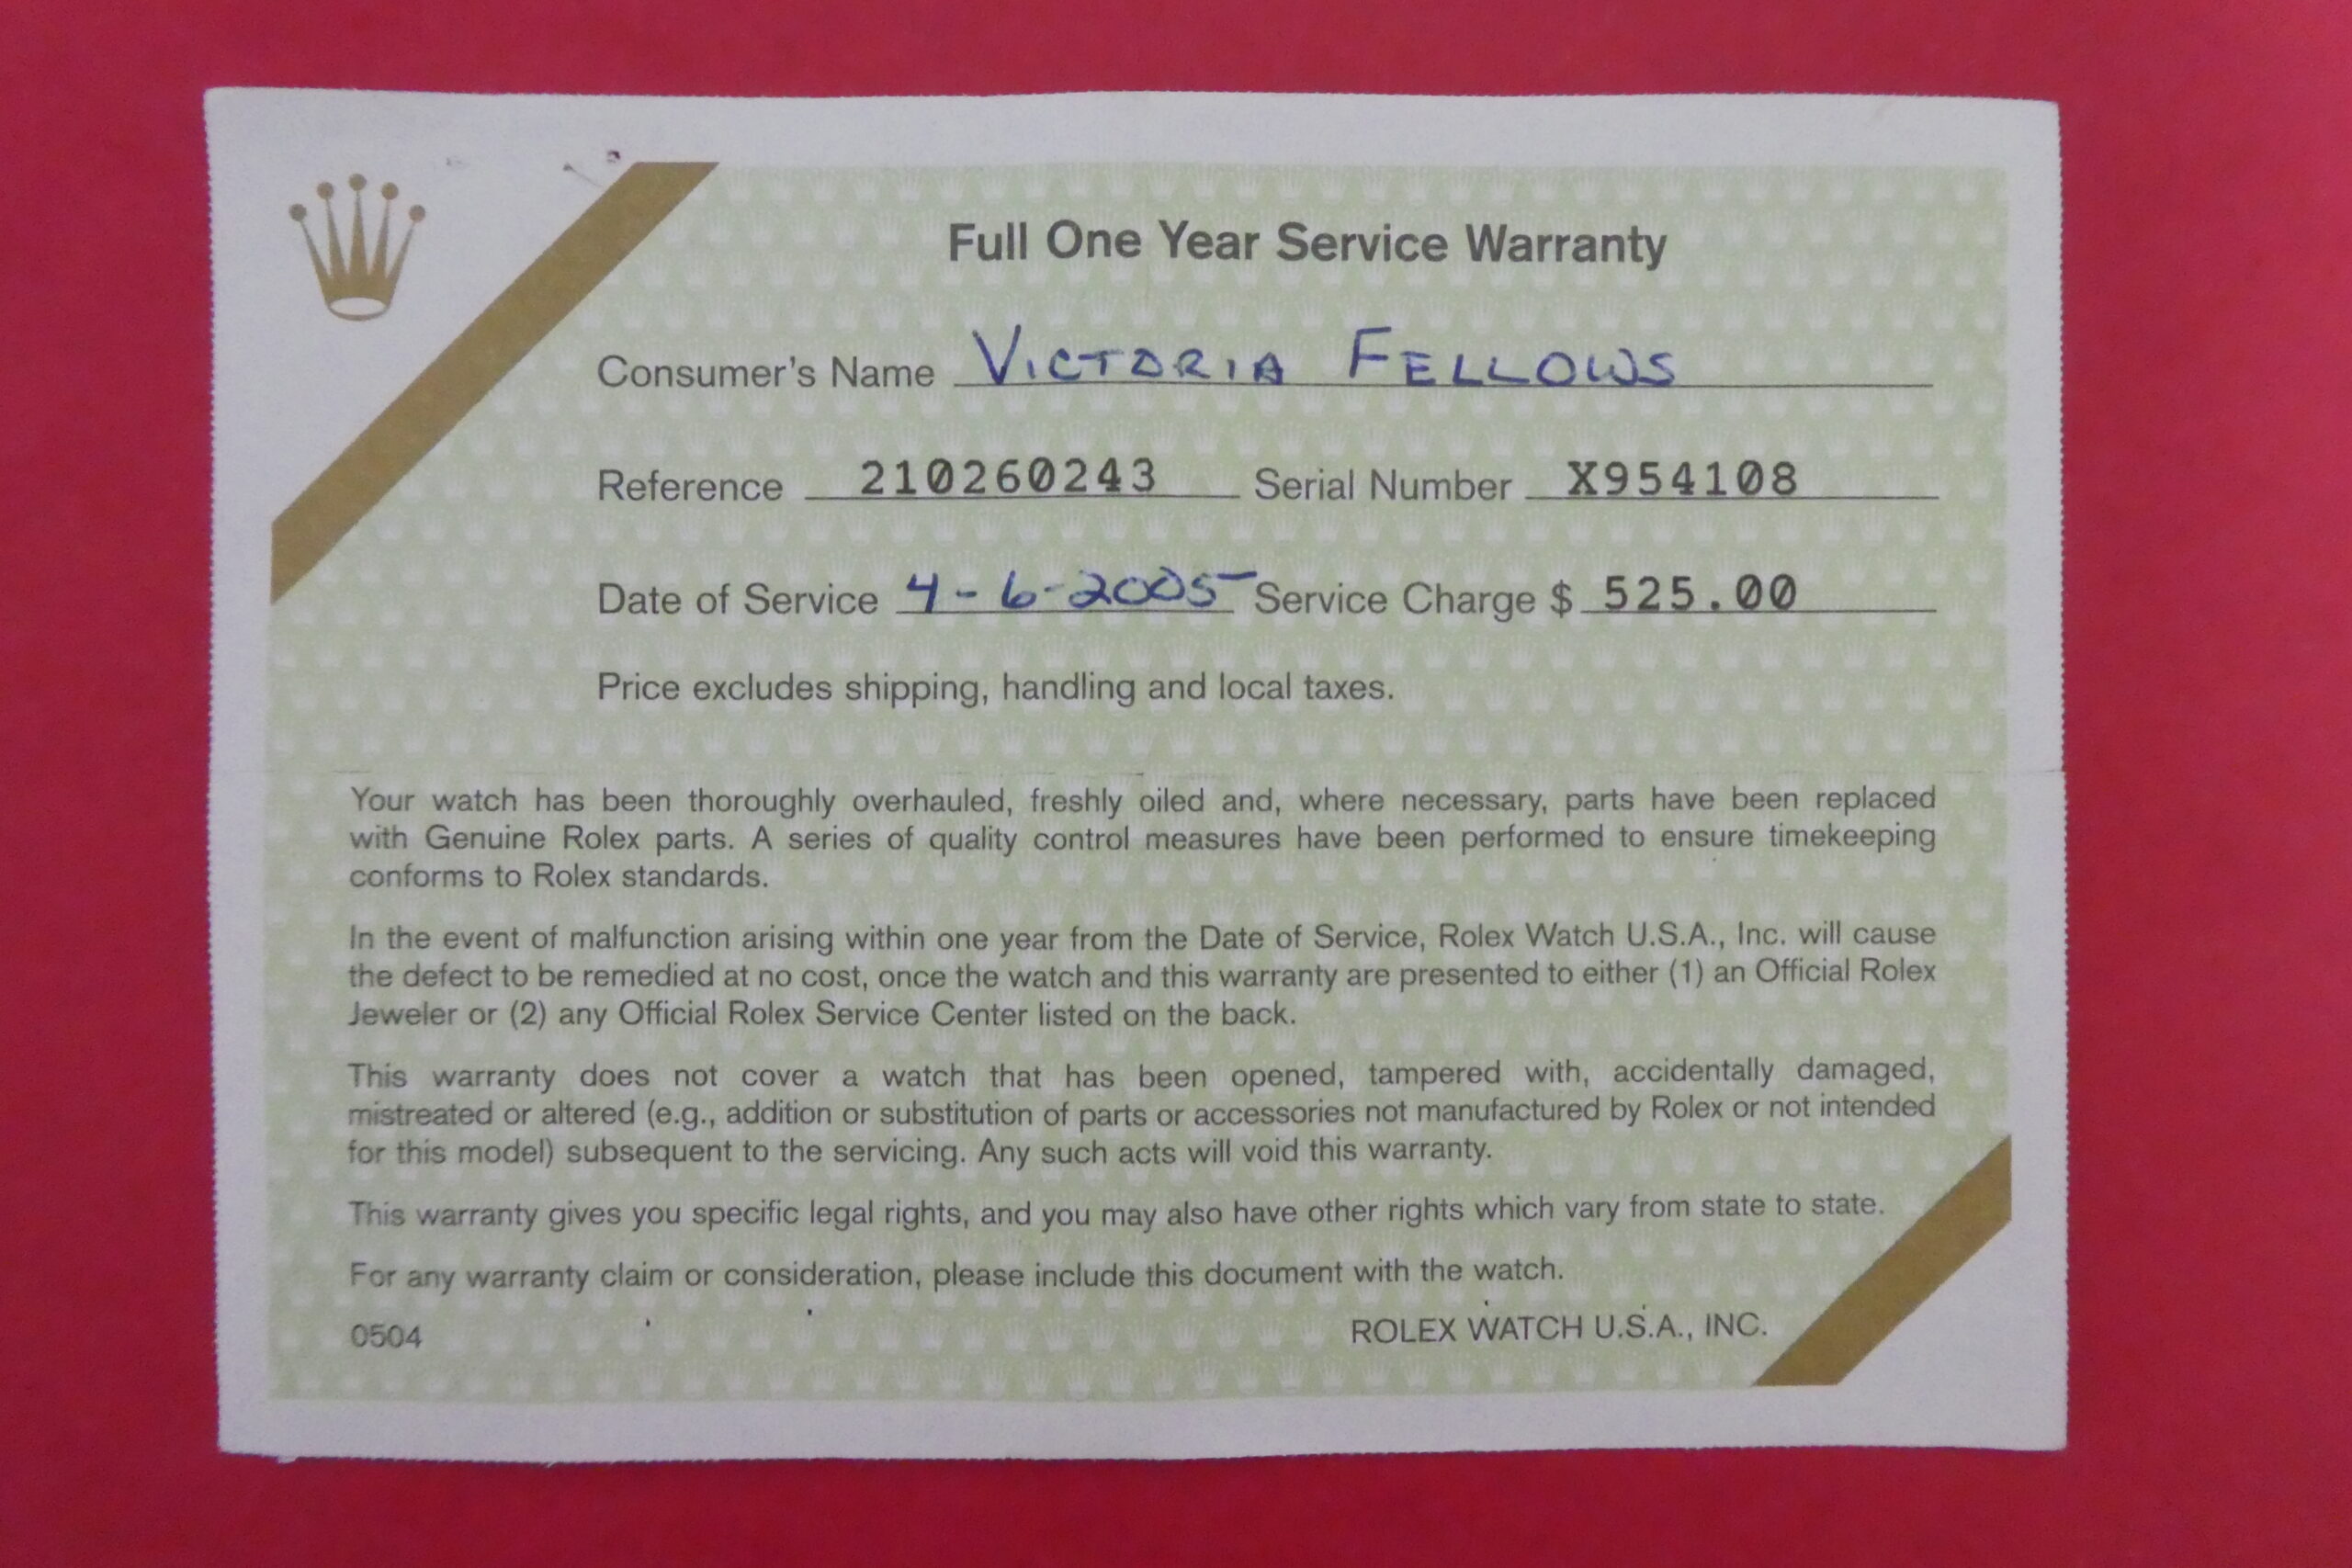 Full One Year Service Warranty
Consumer's Name VICTORIA FELLOWS
Reference 210260243 Serial Number X954108
Date of Service 4-6-2005 Service Charge $ 525.00
Price excludes shipping, handling and local taxes.
Your watch has been thoroughly overhauled, freshly oiled and, where necessary, parts have been replaced
with Genuine Rolex parts. A series of quality control measures have been performed to ensure timekeeping
conforms to Rolex standards.
In the event of malfunction arising within one year from the Date of Service, Rolex Watch U.S.A., Inc. will cause
the defect to be remedied at no cost, once the watch and this warranty are presented to either (1) an Official Rolex
Jeweler or (2) any Official Rolex Service Center listed on the back.
This warranty does not cover a watch that has been opened, tampered with, accidentally damaged,
mistreated or altered (e.g., addition or substitution of parts or accessories not manufactured by Rolex or not intended
for this model) subsequent to the servicing. Any such acts will void this warranty.
This warranty gives you specific legal rights, and you may also have other rights which vary from state to state.
For any warranty claim or consideration, please include this document with the watch.
0504 ROLEX WATCH U.S.A., INC.